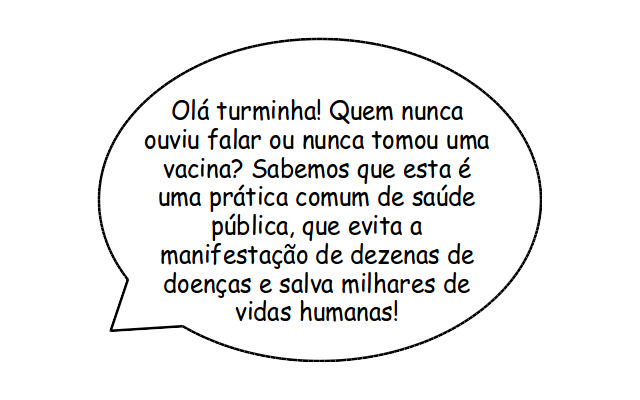 Olá turminha! Quem nunca
ouviu falar ou nunca tomou uma
vacina? Sabemos que esta é
uma prática comum de saúde
pública, que evita a
manifestação de dezenas de
doenças e salva milhares de
vidas humanas!